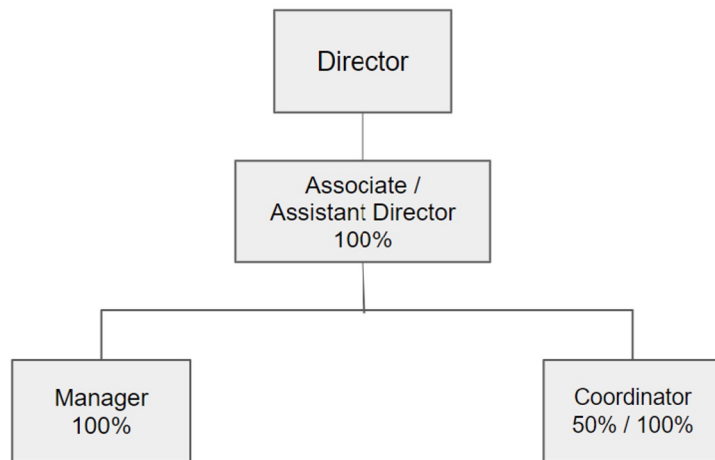 Director
Associate /
Assistant Director
100%
Manager
100%
Coordinator
50% / 100%